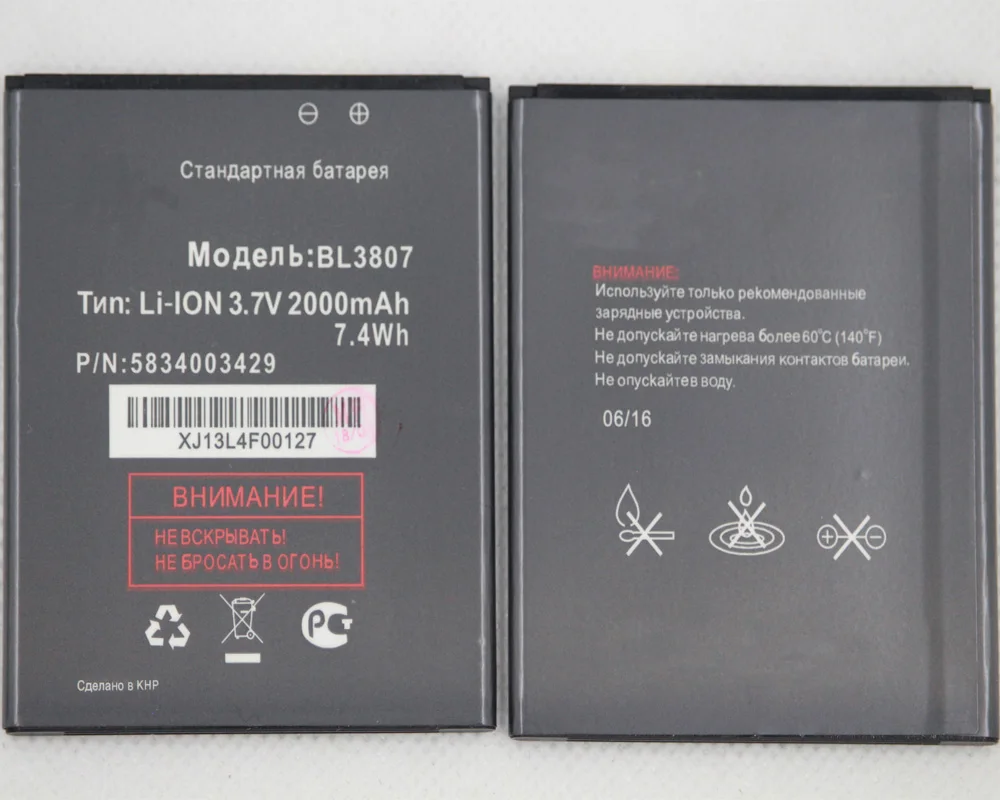 Стандартная батарея
Модель:BL3807
Тип: Li-ION 3.7V 2000mAh
7.4Wh
P/N:5834003429
XJ13L4F00127
ВНИМАНИЕ!
НЕ ВСКРЫВАТЬ!
НЕ БРОСАТЬ В ОГОНЬ!
РСТ
Сделано в КНР
ВНИМАНИЕ:
Используйте только рекомендованные
зарядные устройства.
Не допускайте нагрева более 60°C (140°F)
Не допускайте замыкания контактов батареи.
Не опускайте в воду.
06/16